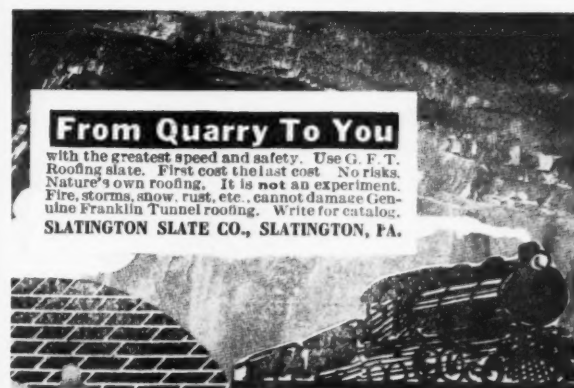 From Quarry To You
with the greatest speed and safety. Use G. F. T.
Roofing slate. First cost the last cost No risks.
Nature's own roofing. It is not an experiment.
Fire, storms, snow, rust, etc., cannot damage Gen-
uine Franklin Tunnel roofing. Write for catalog.
SLATINGTON SLATE CO., SLATINGTON, PA.